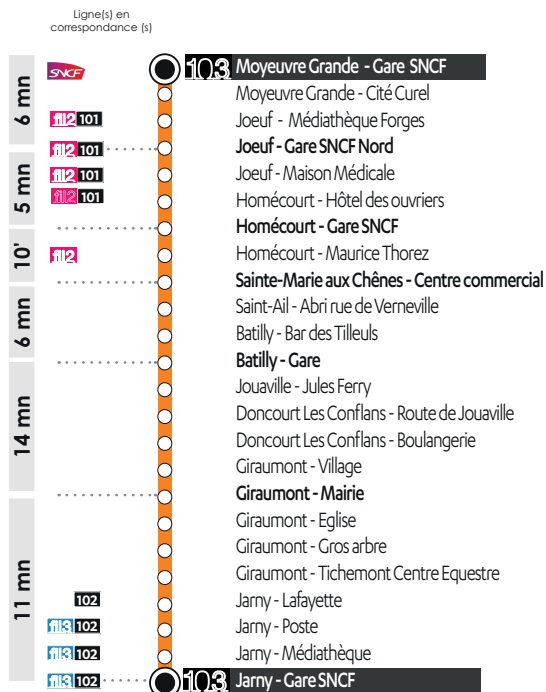 Ligne(s) en
correspondance (s)
SNCF 103 Moyeuvre Grande - Gare SNCF
Moyeuvre Grande - Cité Curel
6 mn
fil2 101 Joeuf - Médiathèque Forges
fil2 101 Joeuf - Gare SNCF Nord
fil2 101 Joeuf - Maison Médicale
5 mn
fil2 101 Homécourt - Hôtel des ouvriers
Homécourt - Gare SNCF
10'
fil2 Homécourt - Maurice Thorez
Sainte-Marie aux Chênes - Centre commercial
Saint-Ail - Abri rue de Verneville
6 mn
Batilly - Bar des Tilleuls
Batilly - Gare
Jouaville - Jules Ferry
14 mn
Doncourt Les Conflans - Route de Jouaville
Doncourt Les Conflans - Boulangerie
Giraumont - Village
Giraumont - Mairie
Giraumont - Eglise
Giraumont - Gros arbre
11 mn
Giraumont - Tichemont Centre Equestre
102 Jarny - Lafayette
fil3 102 Jarny - Poste
fil3 102 Jarny - Médiathèque
fil3 102 103 Jarny - Gare SNCF